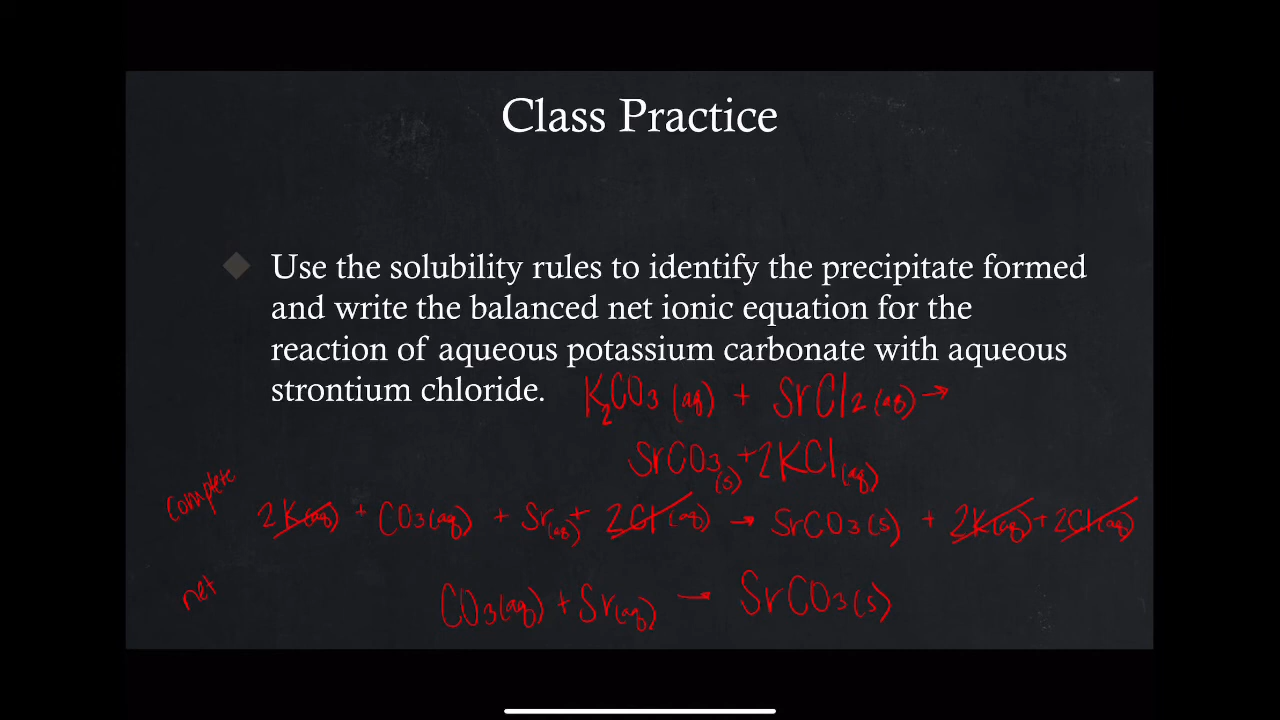 Class Practice
Use the solubility rules to identify the precipitate formed
and write the balanced net ionic equation for the
reaction of aqueous potassium carbonate with aqueous
strontium chloride.
K2CO3 (aq) + SrCl2 (aq) →
SrCO3 (s) + 2KCl (aq)
complete
2K(aq) + CO3(aq) + Sr(aq) + 2Cl(aq) → SrCO3(s) + 2K(aq) + 2Cl(aq)
net
CO3(aq) + Sr(aq) → SrCO3(s)